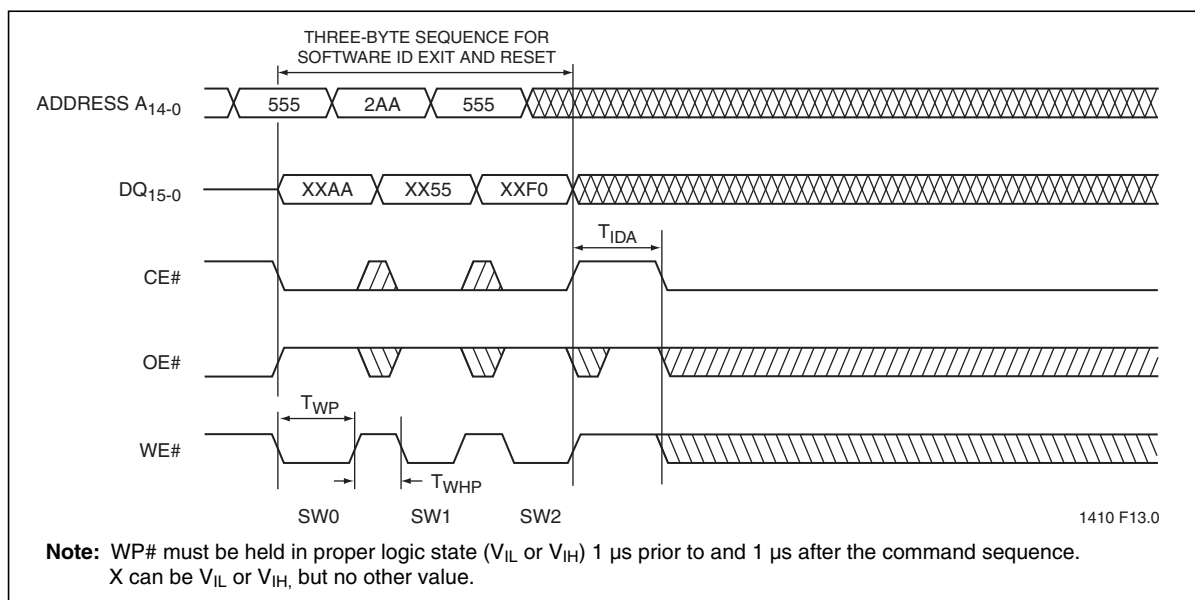 THREE-BYTE SEQUENCE FOR
SOFTWARE ID EXIT AND RESET
ADDRESS A14-0
555 2AA 555
DQ15-0
XXAA XX55 XXF0
TIDA
CE#
OE#
TWP
WE#
TWHP
SW0 SW1 SW2
1410 F13.0
Note: WP# must be held in proper logic state (VIL or VIH) 1 µs prior to and 1 µs after the command sequence.
X can be VIL or VIH, but no other value.